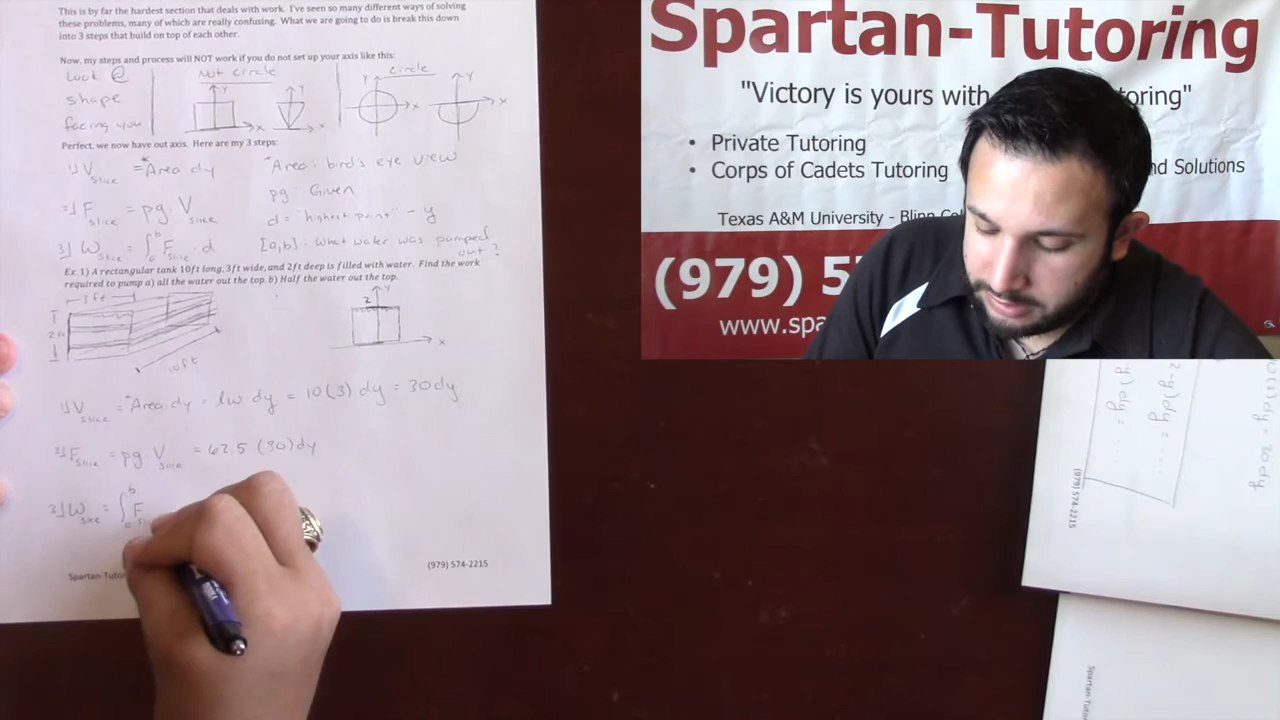 This is by far the hardest section that deals with work. I've seen so many different ways of solving
these problems, many of which are really confusing. What we are going to do is break this down
into 3 steps that build on top of each other.
Now, my steps and process will NOT work if you do not set up your axis like this:
Look @
shape
facing you
Not circle
circle
Y
x
Y
x
Y
x
Y
x
Perfect, we now have out axis. Here are my 3 steps:
1] V slice = *Area dy
*Area: bird's eye view
2] F slice = ρg · V slice
ρg: Given
d = "highest point" - y
3] W slice = ∫ a b F slice · d
[a,b]: what water was pumped out?
Ex. 1) A rectangular tank 10ft long, 3ft wide, and 2ft deep is filled with water. Find the work
required to pump a) all the water out the top. b) Half the water out the top.
3 ft
2
10ft
2
Y
x
1] V slice = *Area dy = lw dy = 10(3) dy = 30dy
2] F slice = ρg V slice = 62.5 (30)dy
3] W slice = ∫ a b F
(979) 574-2215
Spartan-Tutoring
"Victory is yours with toring"
• Private Tutoring
• Corps of Cadets Tutoring nd Solutions
Texas A&M University - Blinn
(979) 5
www.spa
2-y) dy = ...
y) dy = ...
= 30 dy
(979) 574-2215